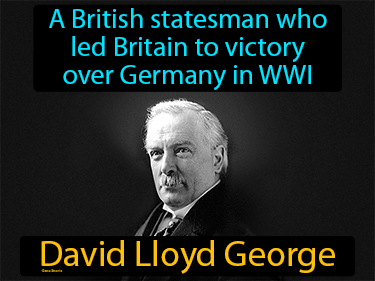 A British statesman who
led Britain to victory
over Germany in WWI
David Lloyd George